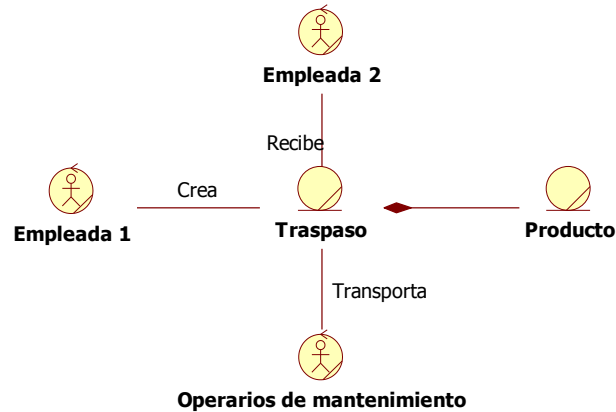 Empleada 2
Recibe
Crea
Empleada 1
Traspaso
Producto
Transporta
Operarios de mantenimiento